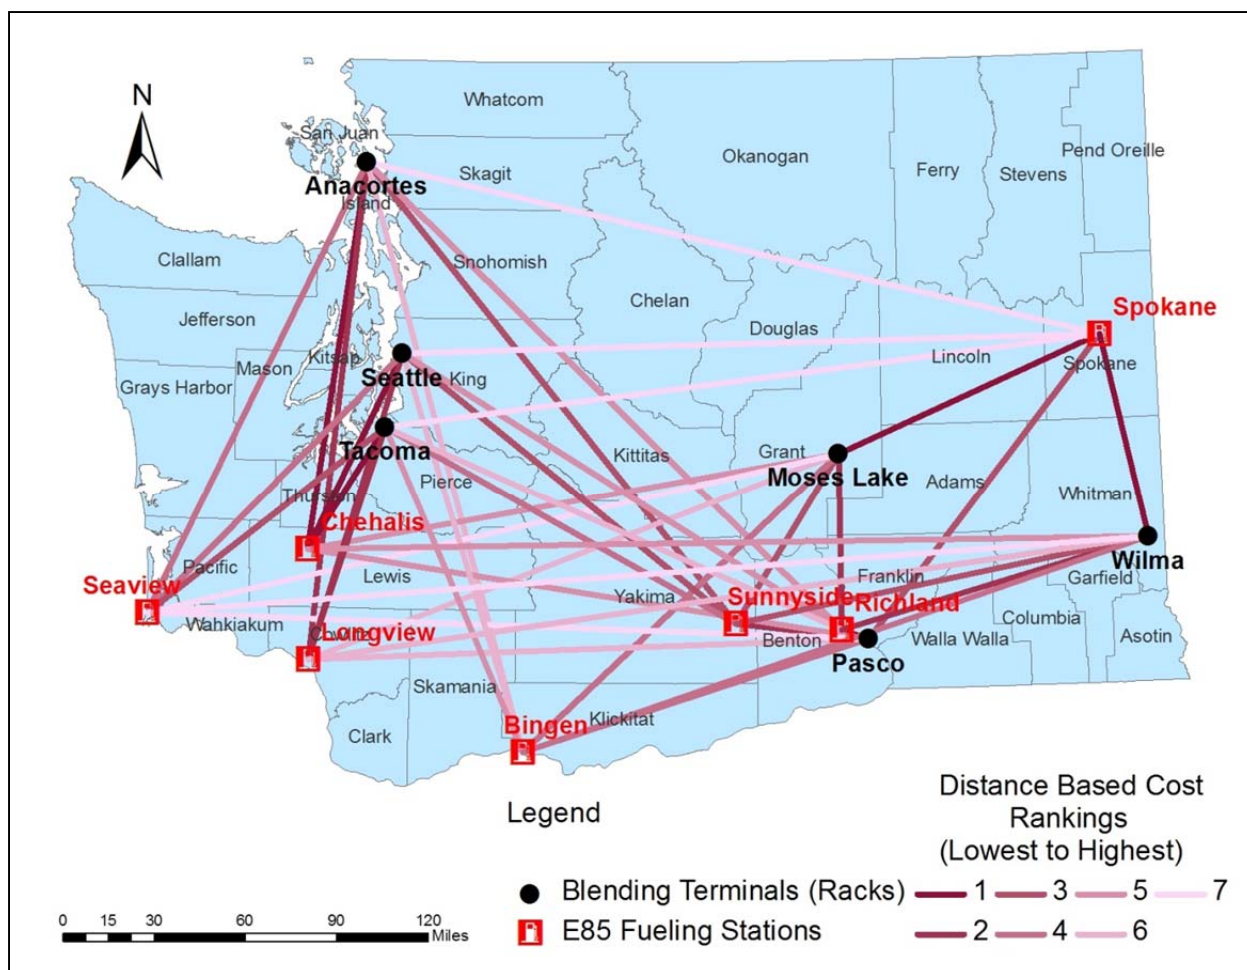 N
Whatcom
San Juan
Okanogan
Pend Oreille
Skagit
Ferry
Stevens
Anacortes
Island
Clallam
Snohomish
Chelan
Jefferson
Douglas
Spokane
Mason
Kitsap
Lincoln
Spokane
Grays Harbor
Seattle
King
Tacoma
Kittitas
Grant
Moses Lake
Thurston
Pierce
Adams
Whitman
Chehalis
Wilma
Pacific
Lewis
Franklin
Garfield
Seaview
Yakima
Sunnyside
Richland
Columbia
Wahkiakum
Longview
Benton
Walla Walla
Asotin
Pasco
Skamania
Bingen
Klickitat
Clark
Legend
Distance Based Cost
Rankings
(Lowest to Highest)
Blending Terminals (Racks)
1 3 5 7
E85 Fueling Stations
2 4 6
0 15 30 60 90 120
Miles